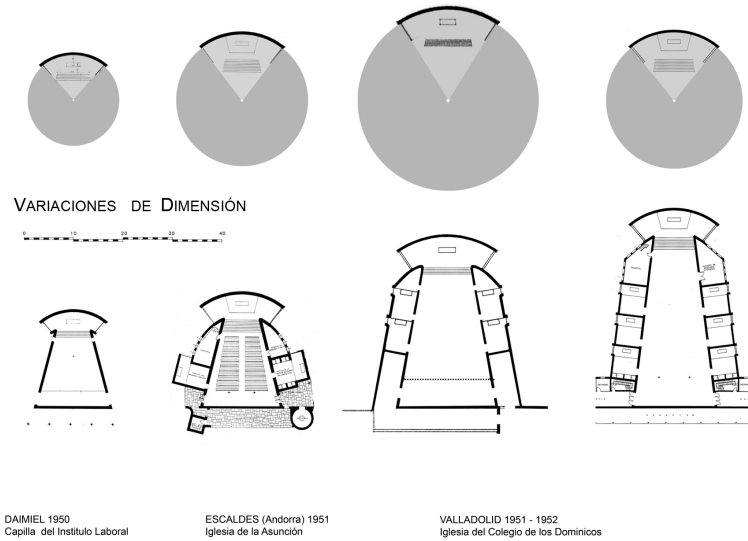 VARIACIONES DE DIMENSIÓN
0 10 20 30 40
DAIMIEL 1950
Capilla del Institulo Laboral
ESCALDES (Andorra) 1951
Iglesia de la Asunción
VALLADOLID 1951 - 1952
Iglesia del Colegio de los Dominicos